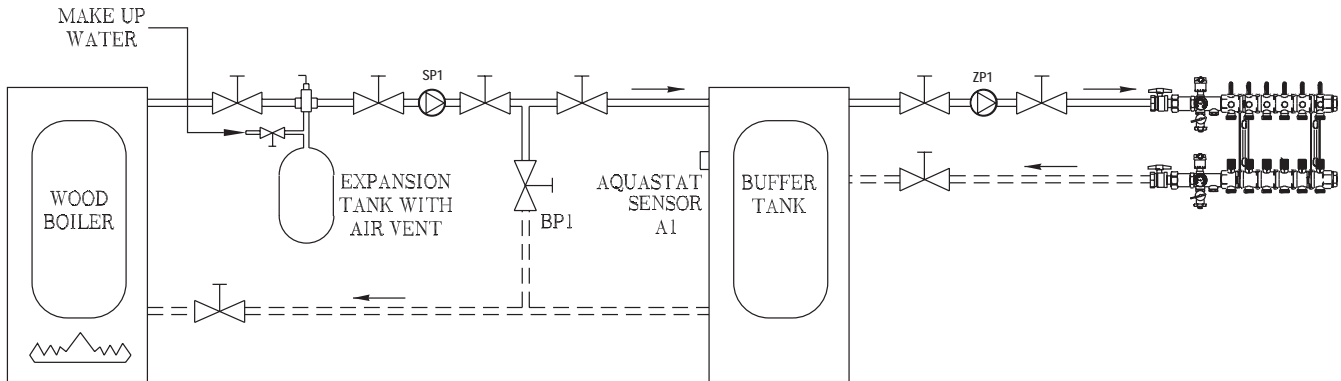 MAKE UP
WATER
SP1
ZP1
WOOD
BOILER
EXPANSION
TANK WITH
AIR VENT
BP1
AQUASTAT
SENSOR
A1
BUFFER
TANK